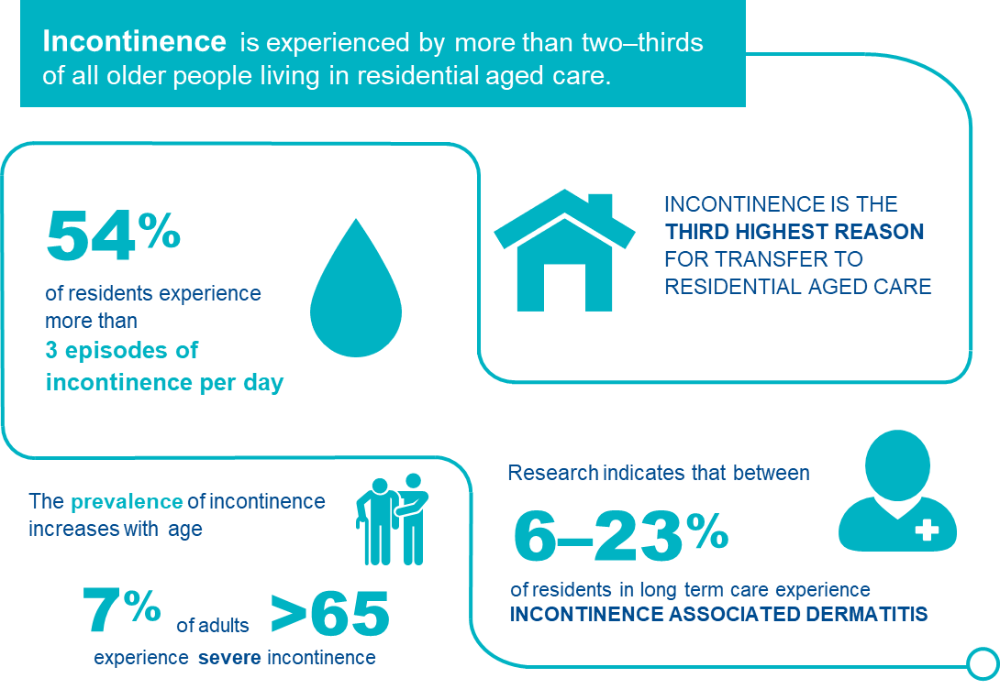 Incontinence is experienced by more than two–thirds
of all older people living in residential aged care.
54%
of residents experience
more than
3 episodes of
incontinence per day
INCONTINENCE IS THE
THIRD HIGHEST REASON
FOR TRANSFER TO
RESIDENTIAL AGED CARE
The prevalence of incontinence
increases with age
7% of adults >65
experience severe incontinence
Research indicates that between
6–23%
of residents in long term care experience
INCONTINENCE ASSOCIATED DERMATITIS